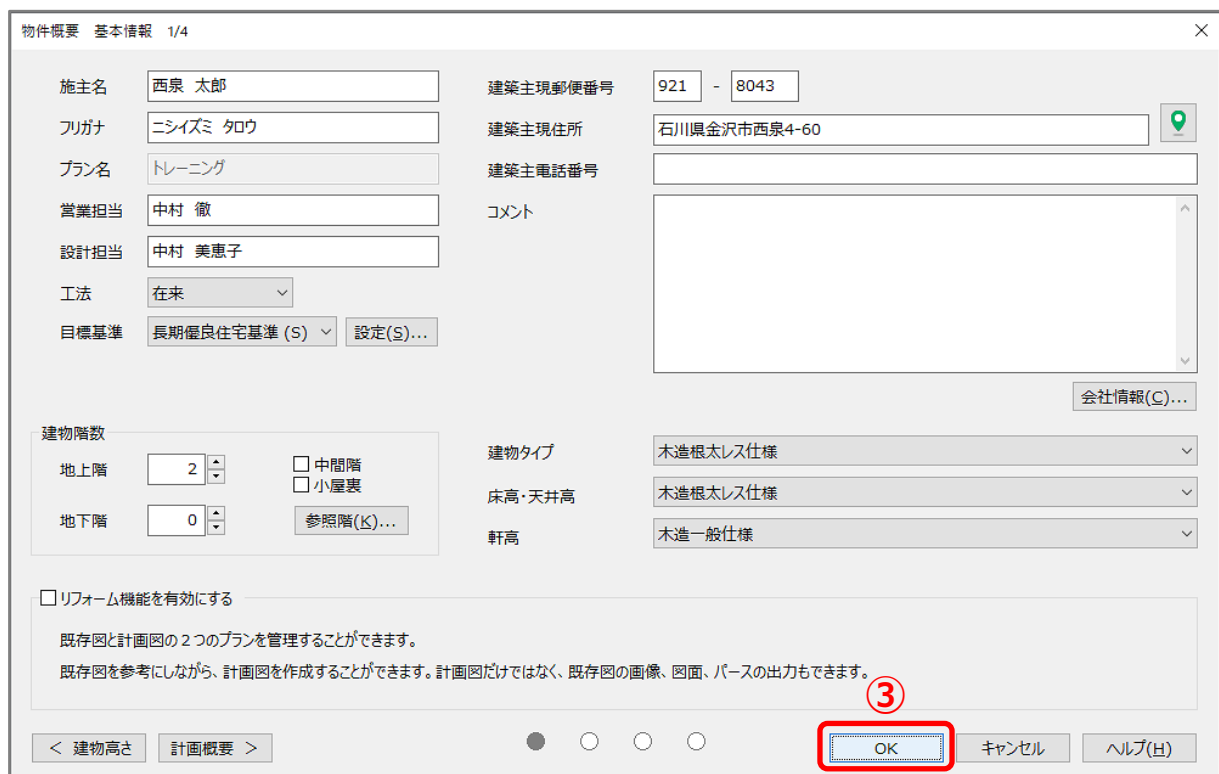 物件概要 基本情報 1/4
施主名 西泉 太郎
フリガナ ニシイズミ タロウ
プラン名 トレーニング
営業担当 中村 徹
設計担当 中村 美恵子
工法 在来
目標基準 長期優良住宅基準 (S) 設定(S)...
建築主現郵便番号 921 - 8043
建築主現住所 石川県金沢市西泉4-60
建築主電話番号
コメント
会社情報(C)...
建物階数
地上階 2
中間階
小屋裏
地下階 0 参照階(K)...
建物タイプ 木造根太レス仕様
床高・天井高 木造根太レス仕様
軒高 木造一般仕様
リフォーム機能を有効にする
既存図と計画図の2つのプランを管理することができます。
既存図を参考にしながら、計画図を作成することができます。計画図だけではなく、既存図の画像、図面、パースの出力もできます。
③
< 建物高さ 計画概要 > OK キャンセル ヘルプ(H)